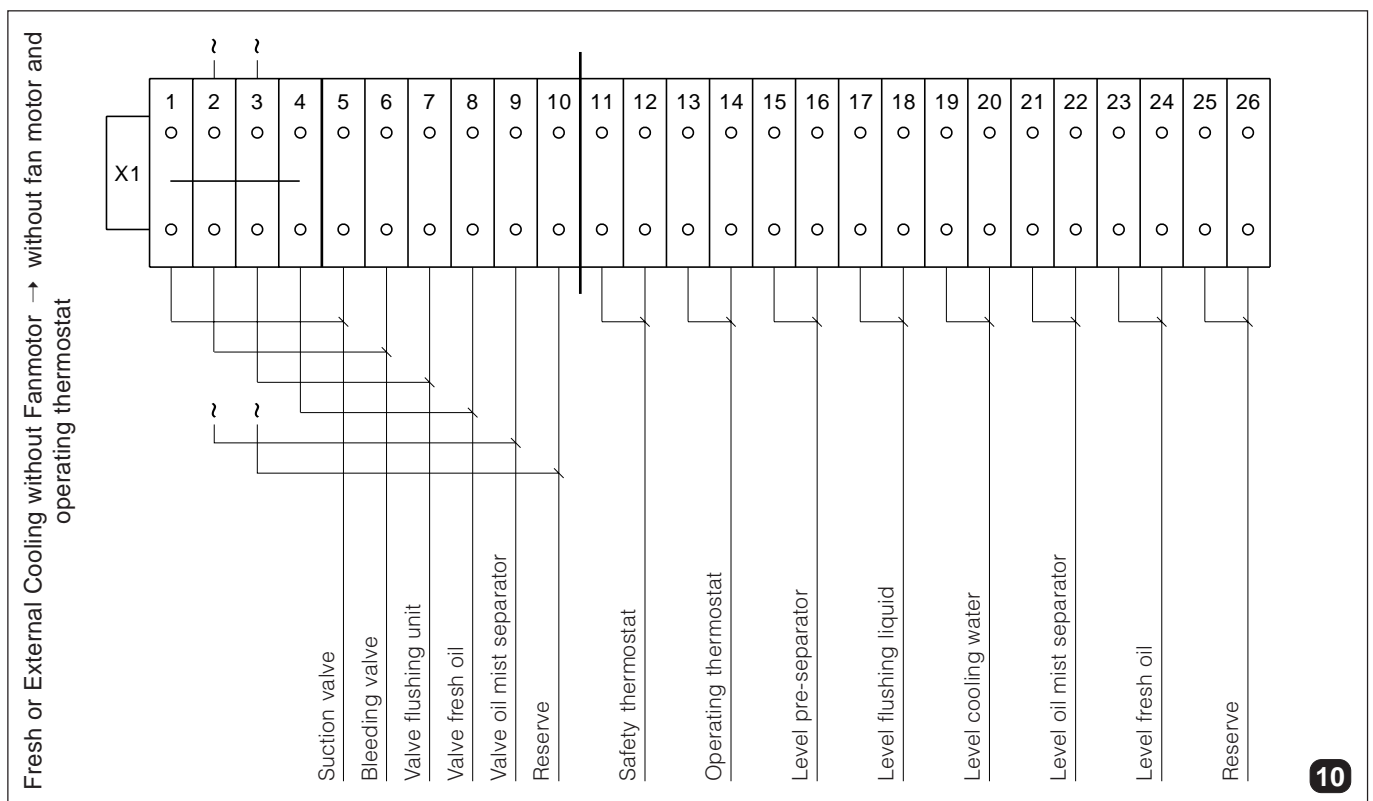 Fresh or External Cooling without Fanmotor → without fan motor and
operating thermostat
~ ~
X1
1 2 3 4 5 6 7 8 9 10 11 12 13 14 15 16 17 18 19 20 21 22 23 24 25 26
~ ~
Suction valve
Bleeding valve
Valve flushing unit
Valve fresh oil
Valve oil mist separator
Reserve
Safety thermostat
Operating thermostat
Level pre-separator
Level flushing liquid
Level cooling water
Level oil mist separator
Level fresh oil
Reserve
10